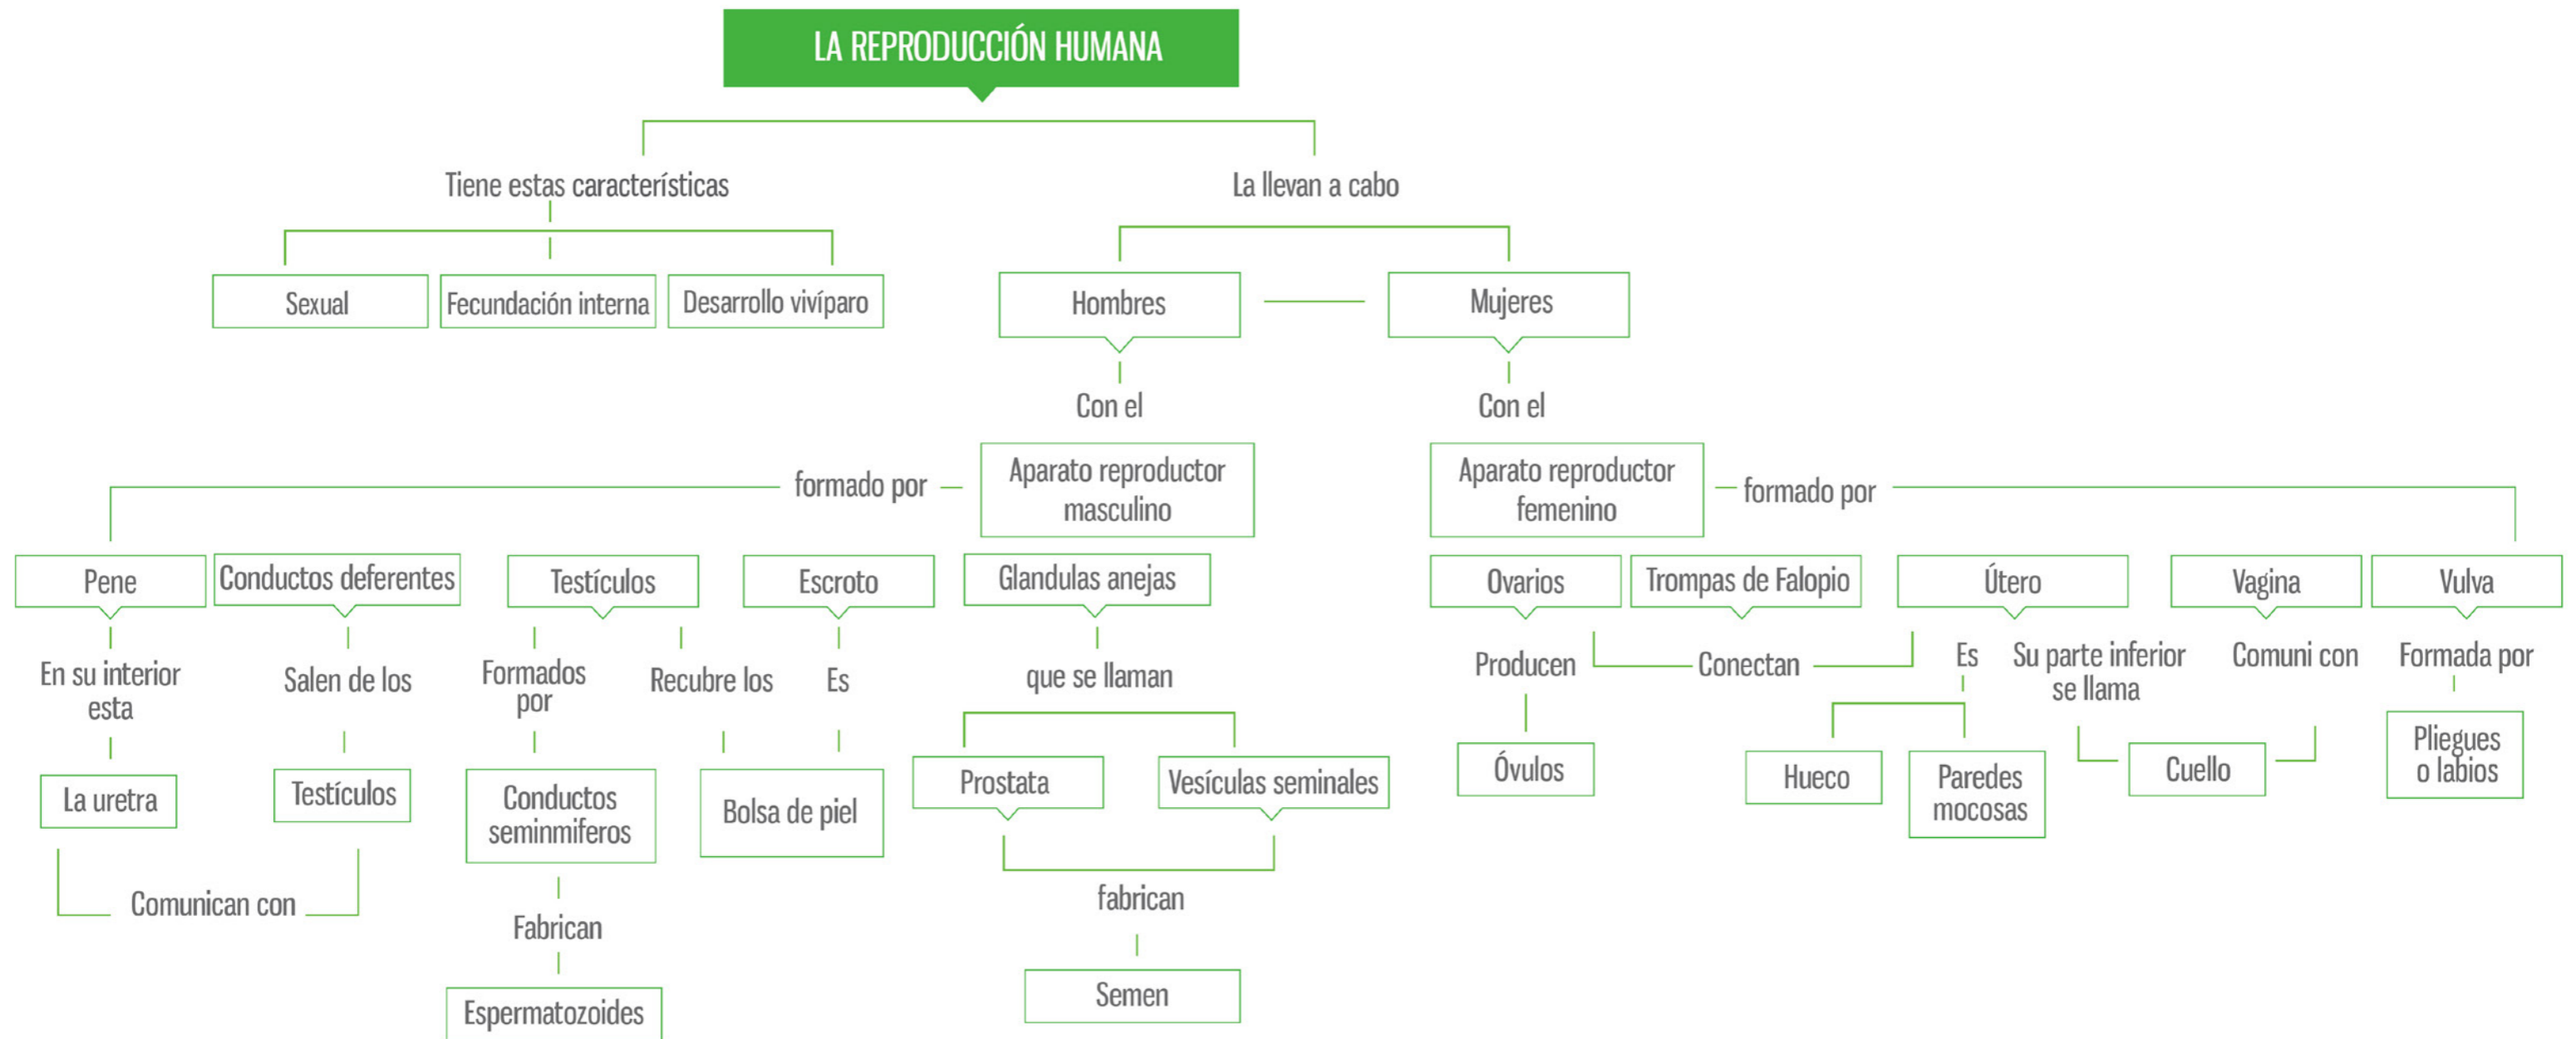 LA REPRODUCCIÓN HUMANA
Tiene estas características
La llevan a cabo
Sexual
Fecundación interna
Desarrollo vivíparo
Hombres
Mujeres
Con el
Con el
formado por
Aparato reproductor
masculino
Aparato reproductor
femenino
formado por
Pene
Conductos deferentes
Testículos
Escroto
Glandulas anejas
Ovarios
Trompas de Falopio
Útero
Vagina
Vulva
En su interior
esta
Salen de los
Formados
por
Recubre los
Es
que se llaman
Producen
Conectan
Es
Su parte inferior
se llama
Comuni con
Formada por
La uretra
Testículos
Conductos
seminmiferos
Bolsa de piel
Prostata
Vesículas seminales
Óvulos
Hueco
Paredes
mocosas
Cuello
Pliegues
o labios
Comunican con
Fabrican
fabrican
Espermatozoides
Semen